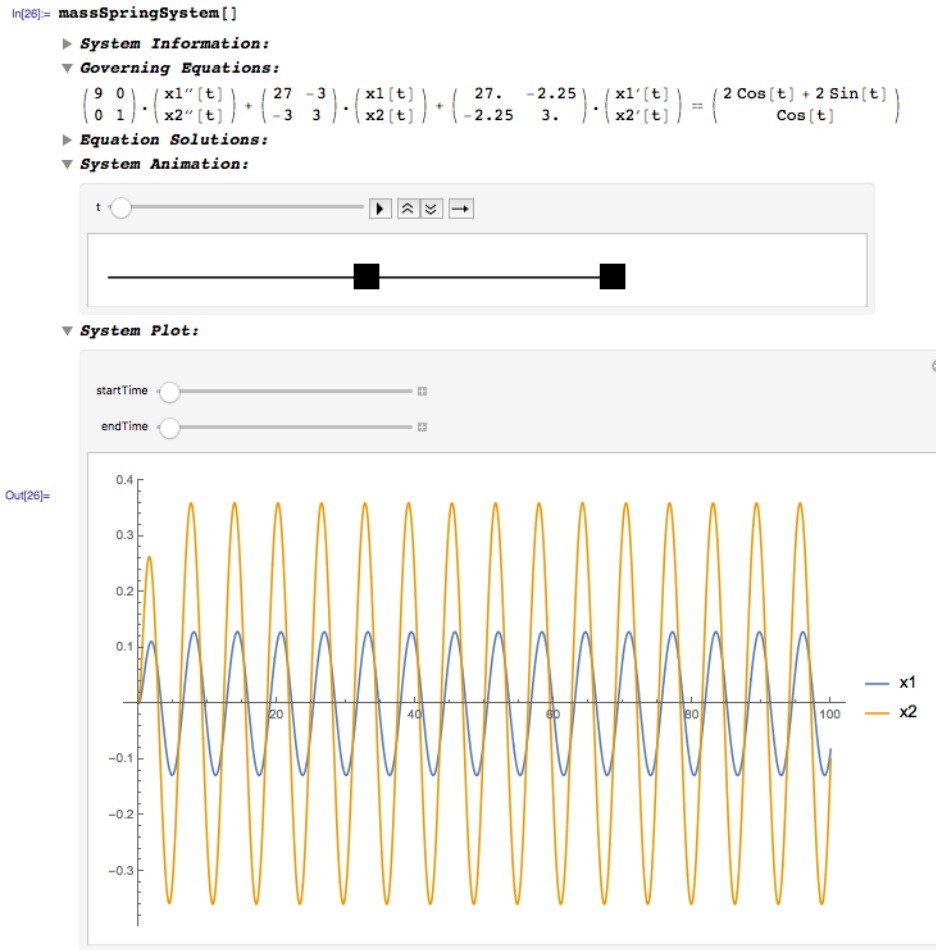 In[26]:= massSpringSystem[]
System Information:
Governing Equations:
(9 0; 0 1).(x1″[t]; x2″[t]) + (27 -3; -3 3).(x1[t]; x2[t]) + (27. -2.25; -2.25 3.).(x1′[t]; x2′[t]) == (2 Cos[t] + 2 Sin[t]; Cos[t])
Equation Solutions:
System Animation:
t
System Plot:
startTime
endTime
Out[26]=
0.4
0.3
0.2
0.1
-0.1
-0.2
-0.3
20 40 60 80 100
x1
x2